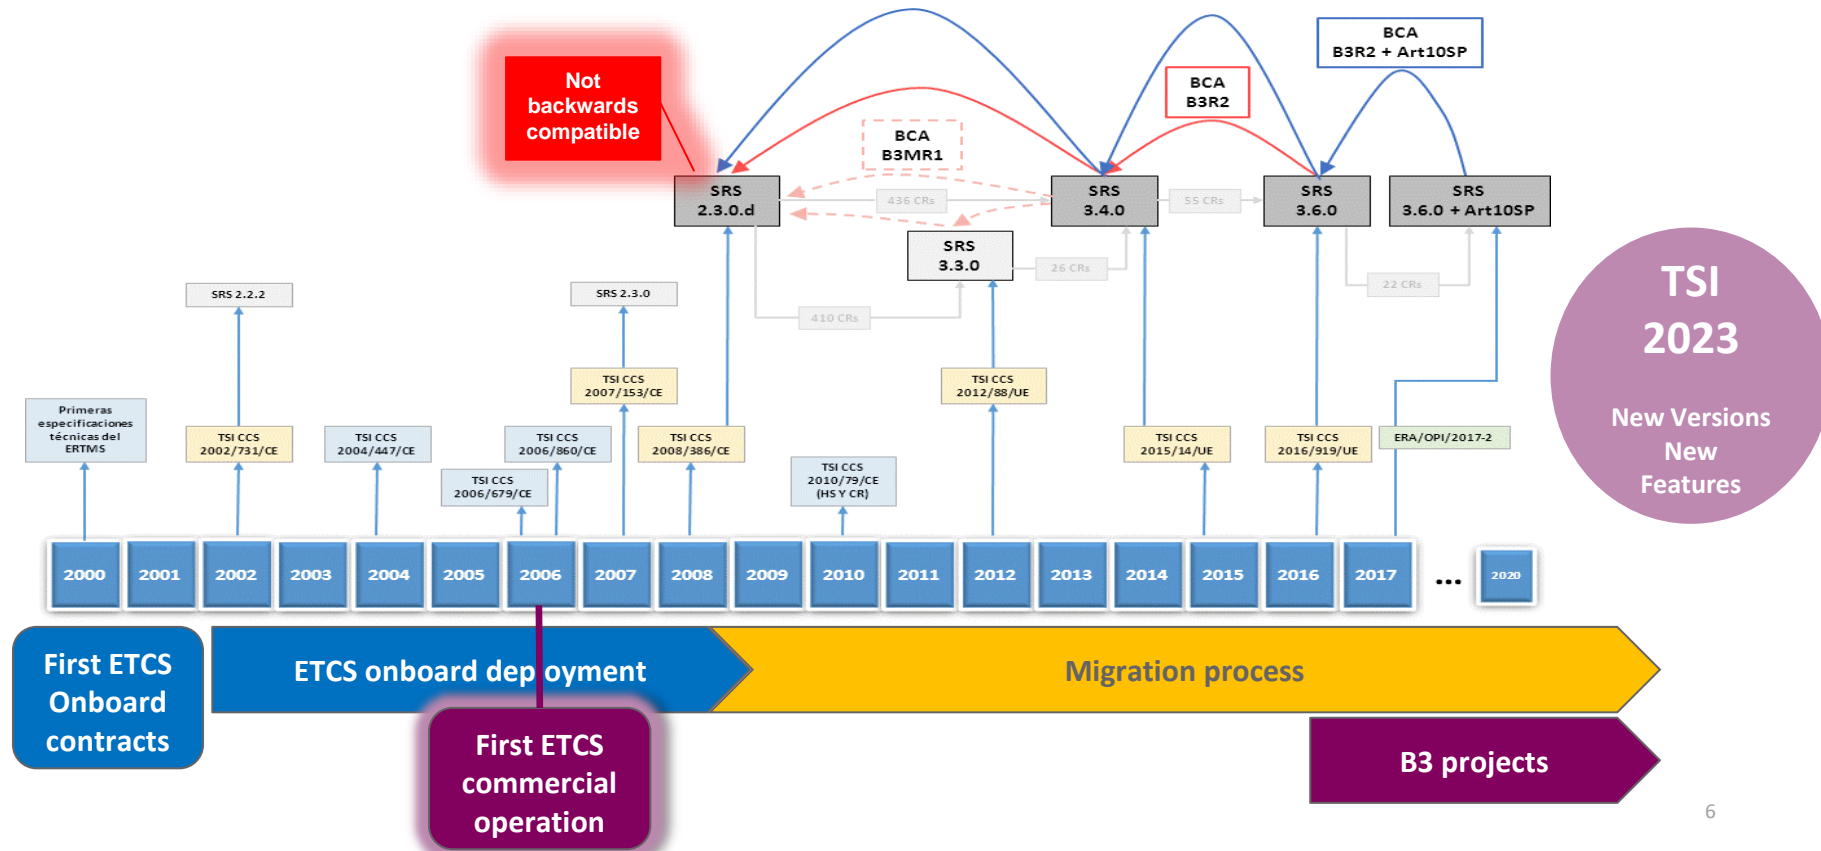 Not
backwards
compatible
BCA
B3MR1
BCA
B3R2
BCA
B3R2 + Art10SP
SRS
2.3.0.d
436 CRs
SRS
3.4.0
55 CRs
SRS
3.6.0
SRS
3.6.0 + Art10SP
SRS
3.3.0
26 CRs
22 CRs
410 CRs
SRS 2.2.2
SRS 2.3.0
TSI
2023
New Versions
New
Features
Primeras
especificaciones
técnicas del
ERTMS
TSI CCS
2002/731/CE
TSI CCS
2004/447/CE
TSI CCS
2006/679/CE
TSI CCS
2006/860/CE
TSI CCS
2007/153/CE
TSI CCS
2008/386/CE
TSI CCS
2010/79/CE
(HS Y CR)
TSI CCS
2012/88/UE
TSI CCS
2015/14/UE
TSI CCS
2016/919/UE
ERA/OPI/2017-2
2000
2001
2002
2003
2004
2005
2006
2007
2008
2009
2010
2011
2012
2013
2014
2015
2016
2017
...
2020
First ETCS
Onboard
contracts
ETCS onboard deployment
Migration process
First ETCS
commercial
operation
B3 projects
6